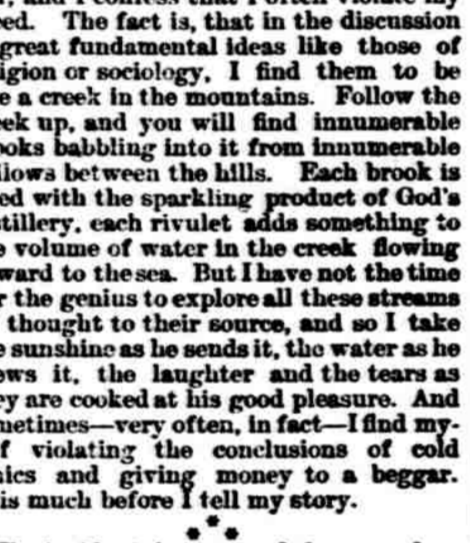 , and I confess that I often violate my
eed. The fact is, that in the discussion
great fundamental ideas like those of
igion or sociology, I find them to be
e a creek in the mountains. Follow the
ek up, and you will find innumerable
ooks babbling into it from innumerable
llows between the hills. Each brook is
ed with the sparkling product of God's
stillery, each rivulet adds something to
e volume of water in the creek flowing
ward to the sea. But I have not the time
r the genius to explore all these streams
thought to their source, and so I take
e sunshine as he sends it, the water as he
ews it, the laughter and the tears as
ey are cooked at his good pleasure. And
metimes—very often, in fact—I find my-
f violating the conclusions of cold
nics and giving money to a beggar.
is much before I tell my story.
* * *